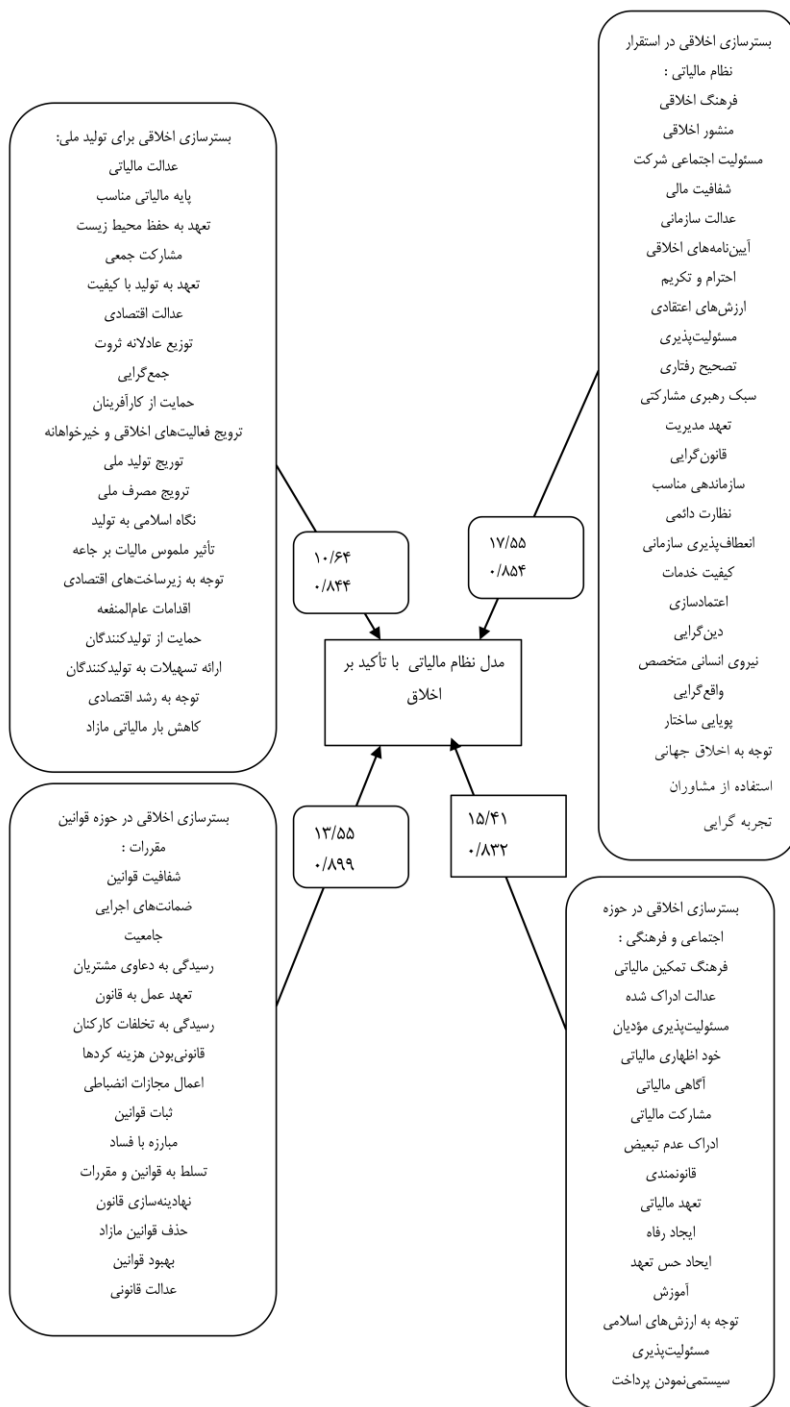 بسترسازی اخلاقی در استقرار
نظام مالیاتی :
فرهنگ اخلاقی
منشور اخلاقی
مسئولیت اجتماعی شرکت
شفافیت مالی
عدالت سازمانی
آیین‌نامه‌های اخلاقی
احترام و تکریم
ارزش‌های اعتقادی
مسئولیت‌پذیری
تصحیح رفتاری
سبک رهبری مشارکتی
تعهد مدیریت
قانون‌گرایی
سازماندهی مناسب
نظارت دائمی
انعطاف‌پذیری سازمانی
کیفیت خدمات
اعتمادسازی
دین‌گرایی
نیروی انسانی متخصص
واقع‌گرایی
پویایی ساختار
توجه به اخلاق جهانی
استفاده از مشاوران
تجربه گرایی
بسترسازی اخلاقی برای تولید ملی:
عدالت مالیاتی
پایه مالیاتی مناسب
تعهد به حفظ محیط زیست
مشارکت جمعی
تعهد به تولید با کیفیت
عدالت اقتصادی
توزیع عادلانه ثروت
جمع‌گرایی
حمایت از کارآفرینان
ترویج فعالیت‌های اخلاقی و خیرخواهانه
توریج تولید ملی
ترویج مصرف ملی
نگاه اسلامی به تولید
تأثیر ملموس مالیات بر جاعه
توجه به زیرساخت‌های اقتصادی
اقدامات عام‌المنفعه
حمایت از تولیدکنندگان
ارائه تسهیلات به تولیدکنندگان
توجه به رشد اقتصادی
کاهش بار مالیاتی مازاد
۱۷/۵۵
۰/۸۵۴
۱۰/۶۴
۰/۸۴۴
مدل نظام مالیاتی با تأکید بر
اخلاق
۱۵/۴۱
۰/۸۳۲
۱۳/۵۵
۰/۸۹۹
بسترسازی اخلاقی در حوزه قوانین
مقررات :
شفافیت قوانین
ضمانت‌های اجرایی
جامعیت
رسیدگی به دعاوی مشتریان
تعهد عمل به قانون
رسیدگی به تخلفات کارکنان
قانونی‌بودن هزینه کردها
اعمال مجازات انضباطی
ثبات قوانین
مبارزه با فساد
تسلط به قوانین و مقررات
نهادینه‌سازی قانون
حذف قوانین مازاد
بهبود قوانین
عدالت قانونی
بسترسازی اخلاقی در حوزه
اجتماعی و فرهنگی :
فرهنگ تمکین مالیاتی
عدالت ادراک شده
مسئولیت‌پذیری مؤدیان
خود اظهاری مالیاتی
آگاهی مالیاتی
مشارکت مالیاتی
ادراک عدم تبعیض
قانونمندی
تعهد مالیاتی
ایجاد رفاه
ایحاد حس تعهد
آموزش
توجه به ارزش‌های اسلامی
مسئولیت‌پذیری
سیستمی‌نمودن پرداخت